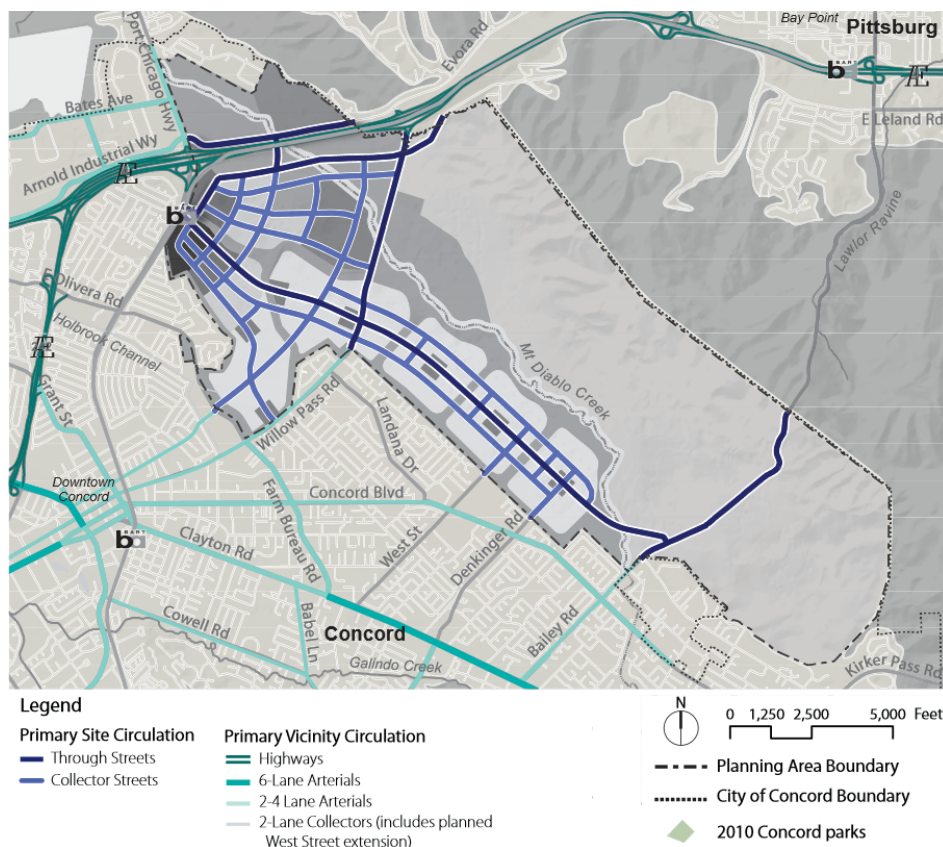 Bay Point
Pittsburg
Port Chicago Hwy
Evora Rd
BART
Bates Ave
E Leland Rd
Arnold Industrial Wy
Lawlor Ravine
Olivera Rd
Holbrook Channel
Mt Diablo Creek
Grant St
Willow Pass Rd
Landana Dr
Downtown
Concord
Farm Bureau Rd
Concord Blvd
BART
Clayton Rd
West St
Denkinger Rd
Cowell Rd
Babel Ln
Concord
Bailey Rd
Galindo Creek
Kirker Pass Rd
Legend
Primary Site Circulation
Through Streets
Collector Streets
Primary Vicinity Circulation
Highways
6-Lane Arterials
2-4 Lane Arterials
2-Lane Collectors (includes planned
West Street extension)
N
0 1,250 2,500 5,000 Feet
Planning Area Boundary
City of Concord Boundary
2010 Concord parks